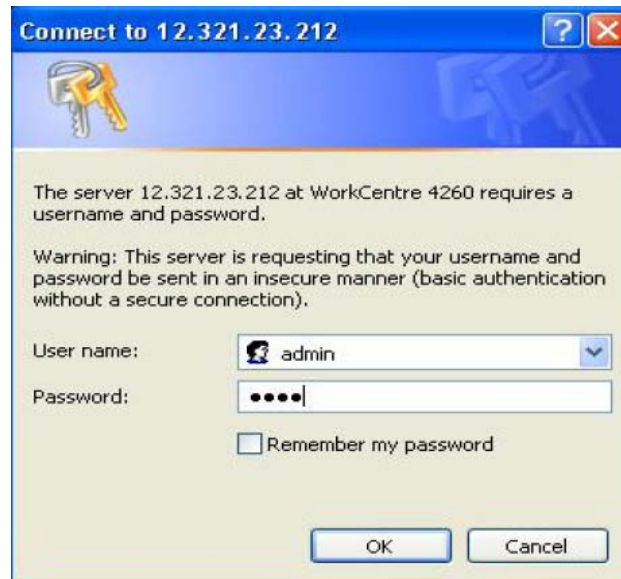 Connect to 12.321.23.212
The server 12.321.23.212 at WorkCentre 4260 requires a
username and password.
Warning: This server is requesting that your username and
password be sent in an insecure manner (basic authentication
without a secure connection).
User name: admin
Password: ●●●●
Remember my password
OK Cancel